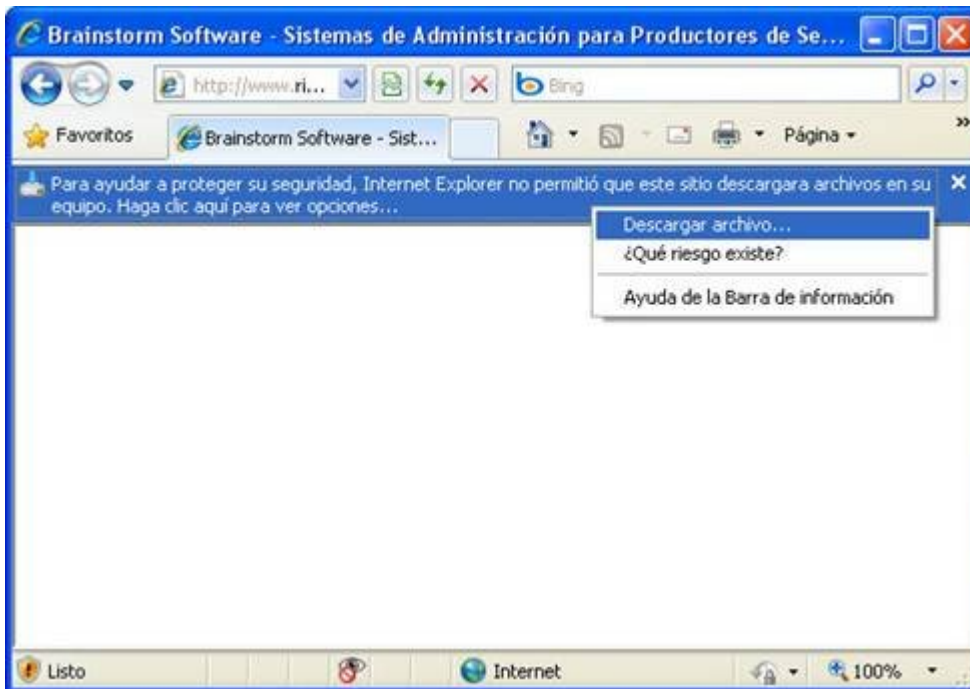 Brainstorm Software - Sistemas de Administración para Productores de Se...
http://www.ri...
Bing
Favoritos
Brainstorm Software - Sist...
Página
Para ayudar a proteger su seguridad, Internet Explorer no permitió que este sitio descargara archivos en su
equipo. Haga clic aquí para ver opciones...
Descargar archivo...
¿Qué riesgo existe?
Ayuda de la Barra de información
Listo
Internet
100%